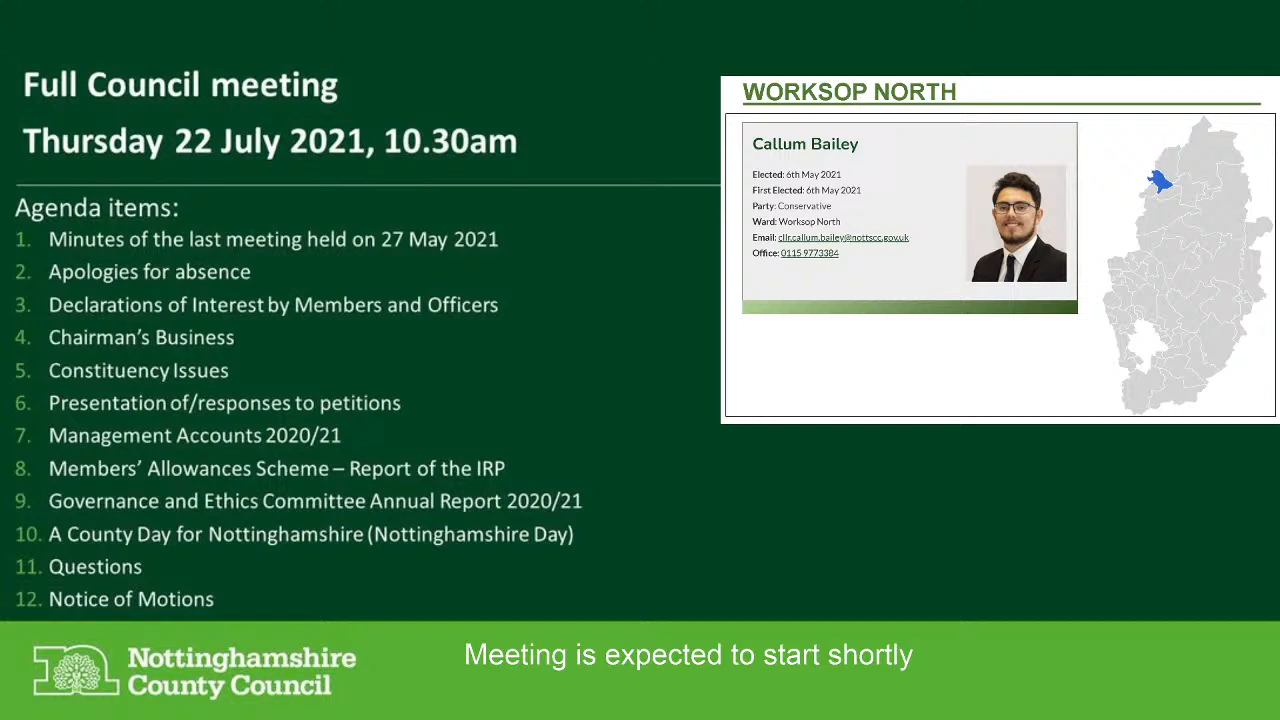 Full Council meeting
Thursday 22 July 2021, 10.30am
Agenda items:
1. Minutes of the last meeting held on 27 May 2021
2. Apologies for absence
3. Declarations of Interest by Members and Officers
4. Chairman's Business
5. Constituency Issues
6. Presentation of/responses to petitions
7. Management Accounts 2020/21
8. Members' Allowances Scheme – Report of the IRP
9. Governance and Ethics Committee Annual Report 2020/21
10. A County Day for Nottinghamshire (Nottinghamshire Day)
11. Questions
12. Notice of Motions
WORKSOP NORTH
Callum Bailey
Elected: 6th May 2021
First Elected: 6th May 2021
Party: Conservative
Ward: Worksop North
Email: cllr.callum.bailey@nottscc.gov.uk
Office: 0115 9773384
Nottinghamshire
County Council
Meeting is expected to start shortly